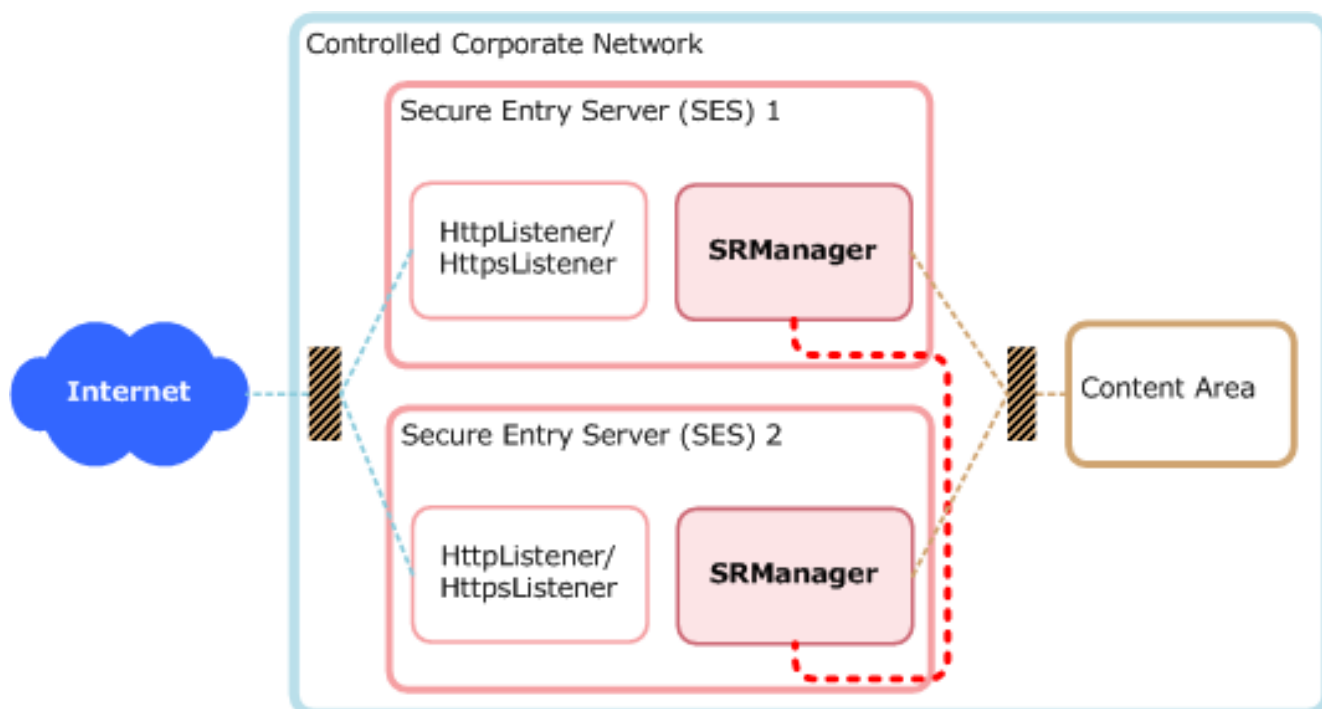 Controlled Corporate Network
Secure Entry Server (SES) 1
HttpListener/
HttpsListener
SRManager
Internet
Content Area
Secure Entry Server (SES) 2
HttpListener/
HttpsListener
SRManager